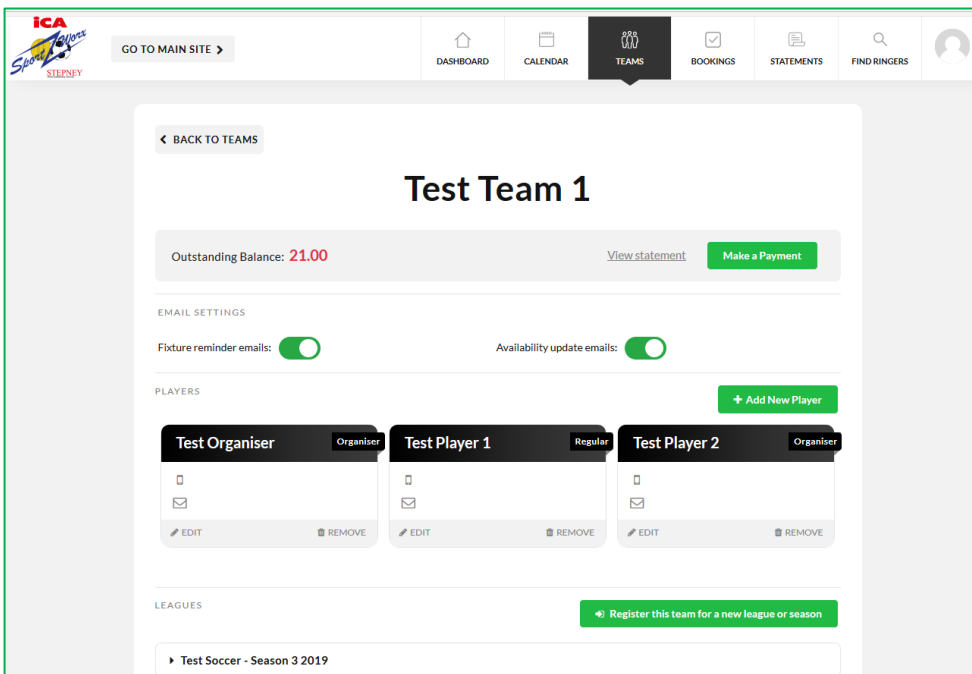 iCA
Sportzworx
STEPNEY
GO TO MAIN SITE
DASHBOARD
CALENDAR
TEAMS
BOOKINGS
STATEMENTS
FIND RINGERS
BACK TO TEAMS
Test Team 1
Outstanding Balance: 21.00
View statement
Make a Payment
EMAIL SETTINGS
Fixture reminder emails:
Availability update emails:
PLAYERS
+ Add New Player
Test Organiser
Organiser
Test Player 1
Regular
Test Player 2
Organiser
EDIT
REMOVE
EDIT
REMOVE
EDIT
REMOVE
LEAGUES
Register this team for a new league or season
Test Soccer - Season 3 2019